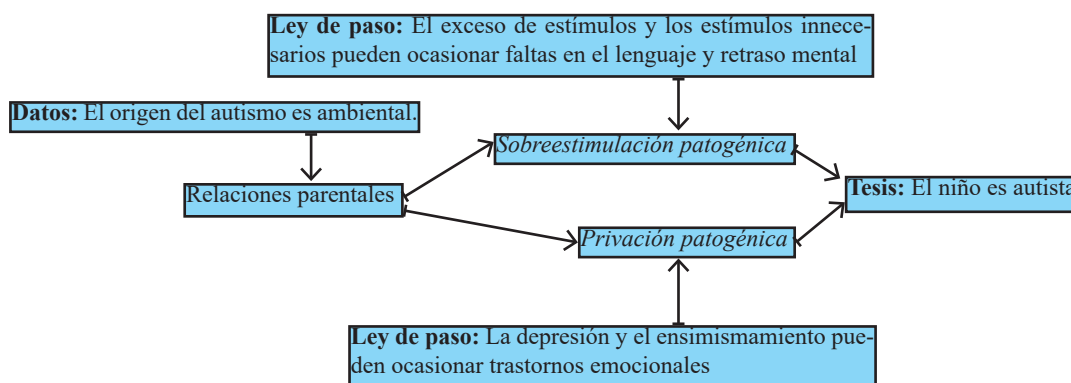 Ley de paso: El exceso de estímulos y los estímulos innece-
sarios pueden ocasionar faltas en el lenguaje y retraso mental
Datos: El origen del autismo es ambiental.
Sobreestimulación patogénica
Relaciones parentales
Tesis: El niño es autista
Privación patogénica
Ley de paso: La depresión y el ensimismamiento pue-
den ocasionar trastornos emocionales